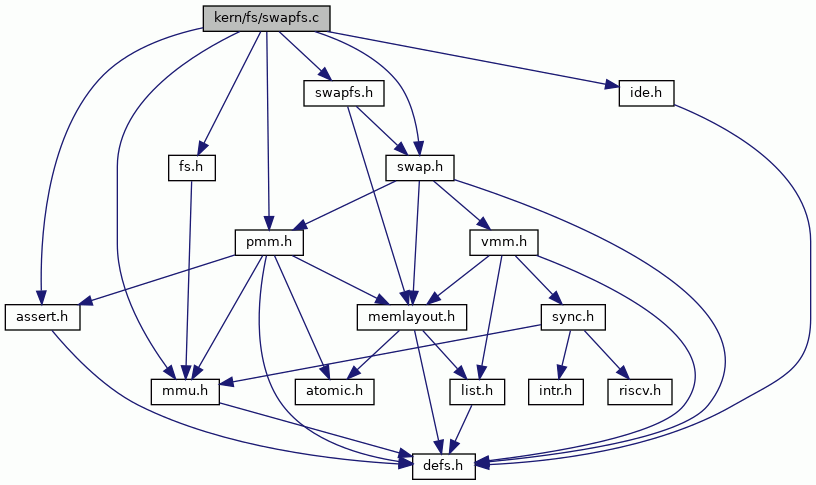 kern/fs/swapfs.c
swapfs.h
ide.h
fs.h
swap.h
pmm.h
vmm.h
assert.h
memlayout.h
sync.h
mmu.h
atomic.h
list.h
intr.h
riscv.h
defs.h